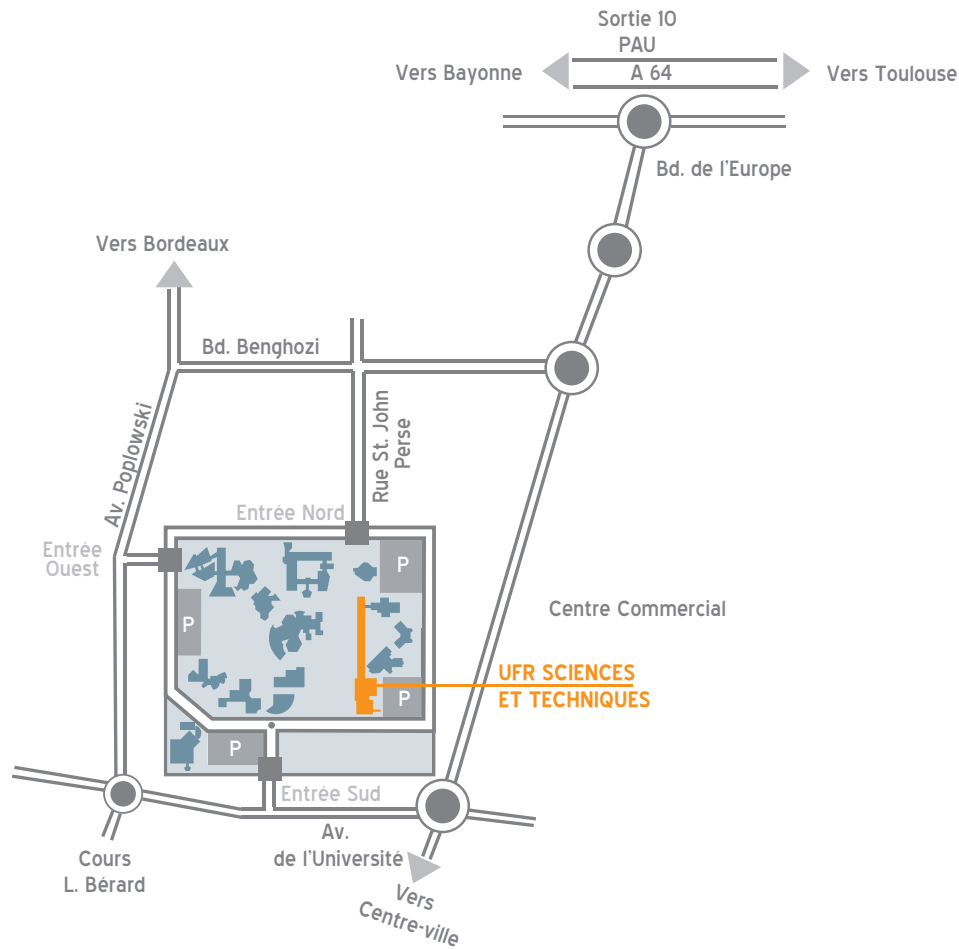 Sortie 10
PAU
Vers Bayonne
A 64
Vers Toulouse
Bd. de l'Europe
Vers Bordeaux
Bd. Benghozi
Av. Poplowski
Rue St. John
Perse
Entrée Nord
Entrée
Ouest
P
P
Centre Commercial
UFR SCIENCES
ET TECHNIQUES
P
P
Entrée Sud
Av.
de l'Université
Cours
L. Bérard
Vers
Centre-ville